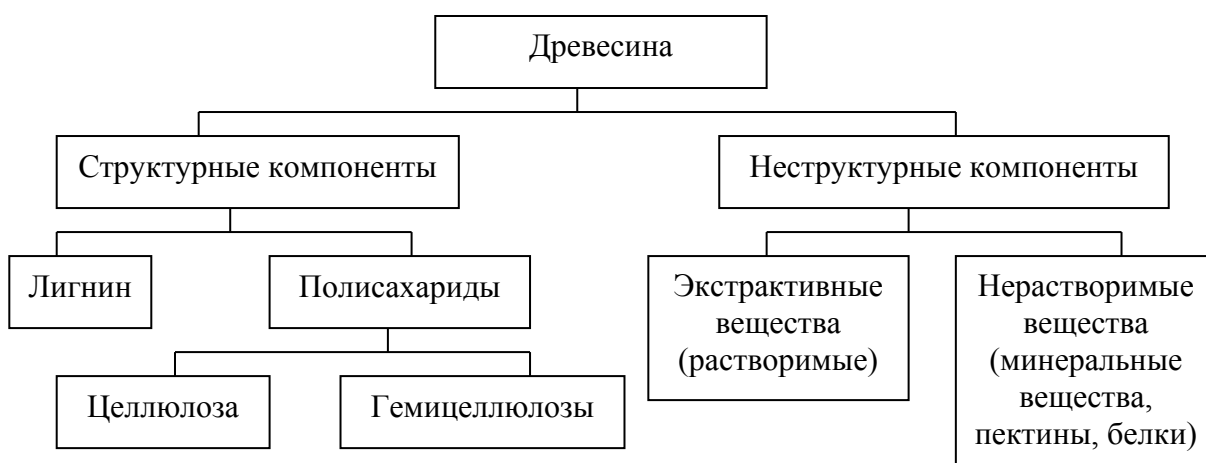 Древесина
Структурные компоненты
Неструктурные компоненты
Лигнин
Полисахариды
Экстрактивные
вещества
(растворимые)
Нерастворимые
вещества
(минеральные
вещества,
пектины, белки)
Целлюлоза
Гемицеллюлозы